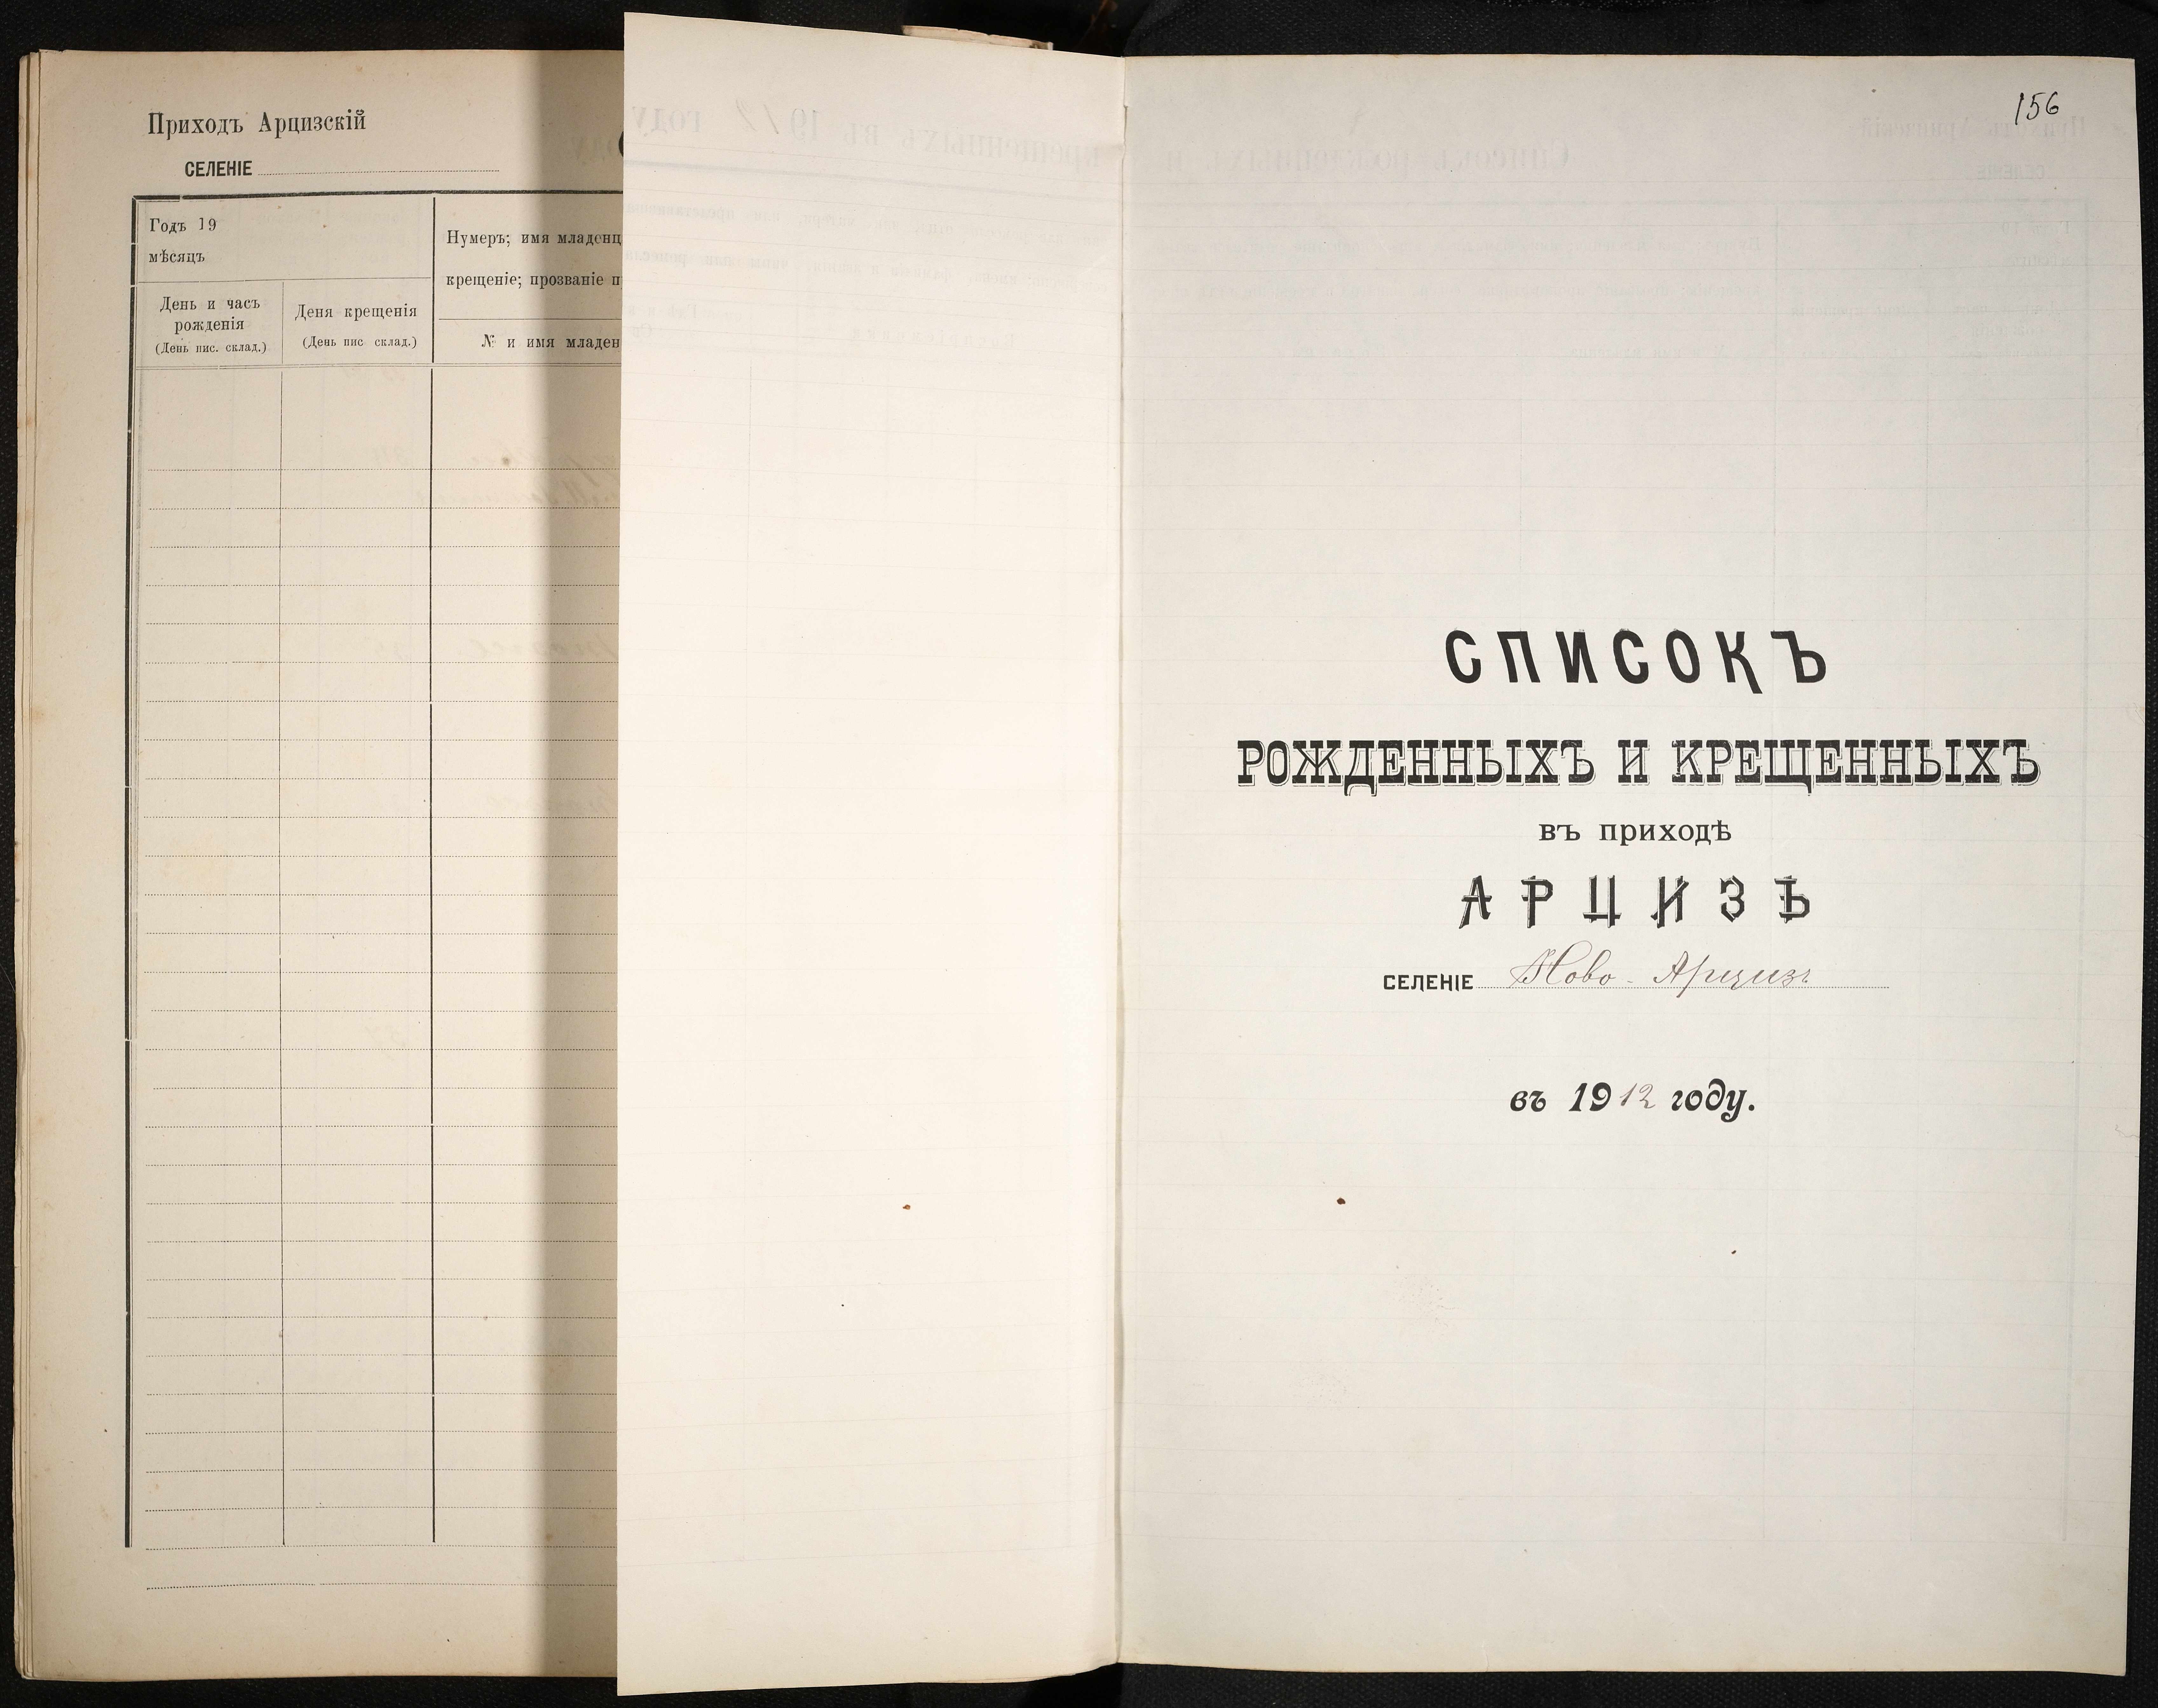 Приходъ Арцизскій
СЕЛЕНІЕ
Годъ 19
мѣсяцъ
День и часъ
рожденія
(День пис. склад.)
Деня крещенія
(День пис склад.)
Нумеръ; имя младенц
крещеніе; прозваніе п
№ и имя младен
156
СПИСОКЪ
РОЖДЕННЫХЪ И КРЕЩЕННЫХЪ
въ приходѣ
АРЦИЗѢ
СЕЛЕНІЕ Ново-Арцизъ
въ 1912 году.